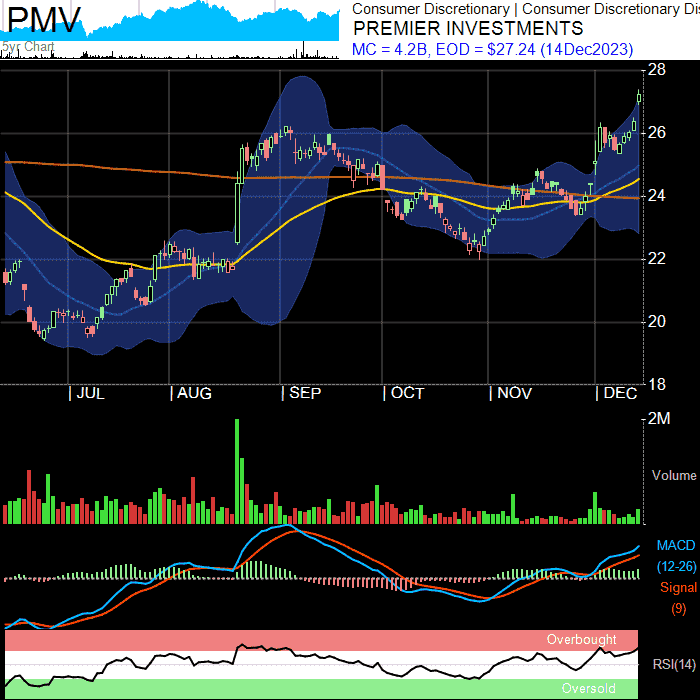 PMV
5yr Chart
Consumer Discretionary | Consumer Discretionary Dis
PREMIER INVESTMENTS
MC = 4.2B, EOD = $27.24 (14Dec2023)
28
26
24
22
20
18
| JUL | AUG | SEP | OCT | NOV | DEC
2M
Volume
MACD
(12-26)
Signal
(9)
Overbought
RSI(14)
Oversold